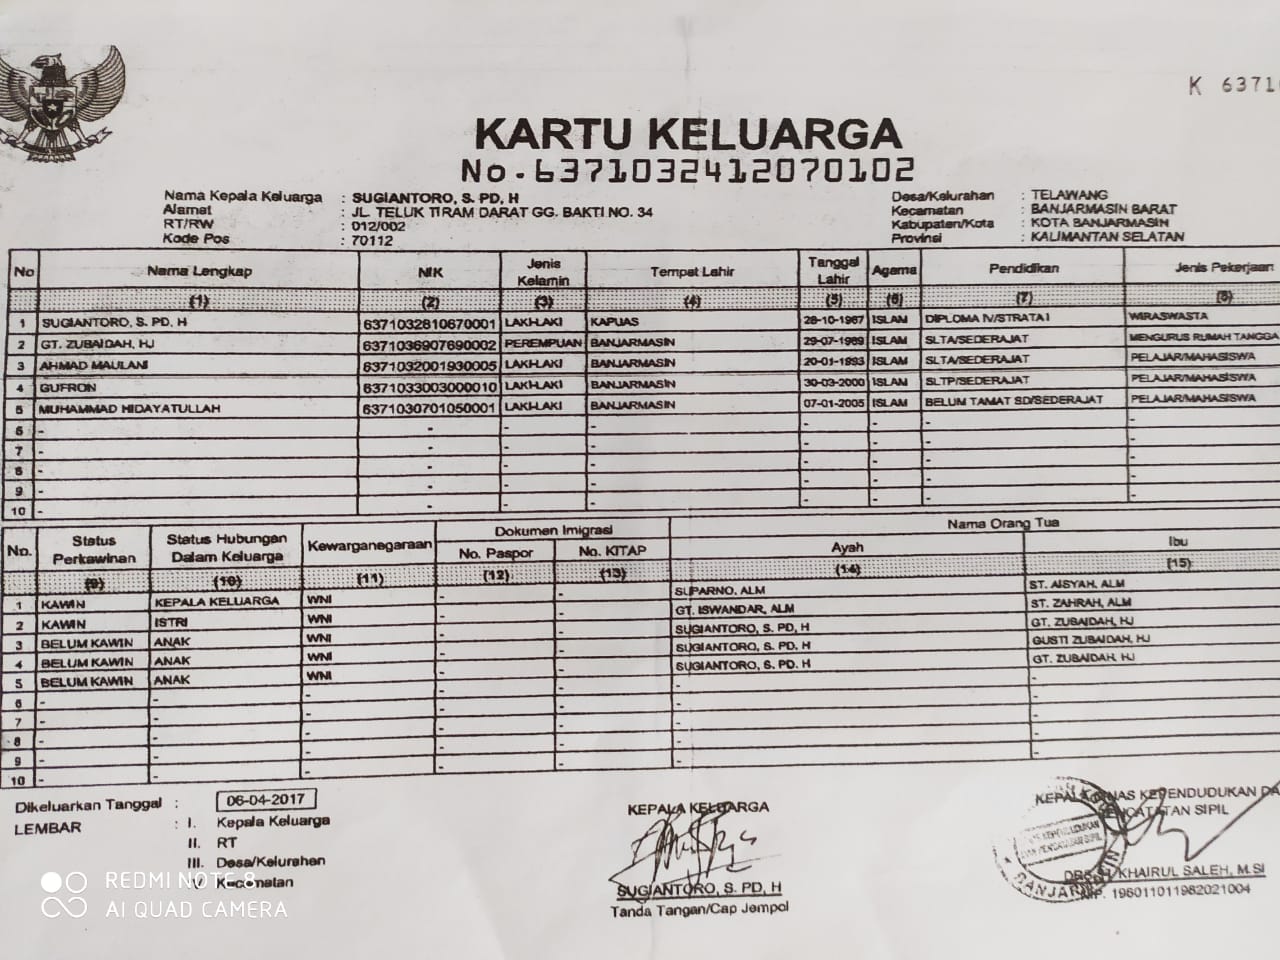 K 6371
KARTU KELUARGA
No.6371032412070102
Nama Kepala Keluarga : SUGIANTORO, S. PD, H
Alamat : JL. TELUK TIRAM DARAT GG. BAKTI NO. 34
RT/RW : 012/002
Kode Pos : 70112
Desa/Kelurahan : TELAWANG
Kecamatan : BANJARMASIN BARAT
Kabupaten/Kota : KOTA BANJARMASIN
Provinsi : KALIMANTAN SELATAN
No Nama Lengkap NIK Jenis Kelamin Tempat Lahir Tanggal Lahir Agama Pendidikan Jenis Pekerjaan
(1) (2) (3) (4) (5) (6) (7) (8)
1 SUGIANTORO, S. PD, H 6371032810670001 LAKI-LAKI KAPUAS 28-10-1967 ISLAM DIPLOMA IV/STRATA I WIRASWASTA
2 GT. ZUBAIDAH, HJ 6371036907690002 PEREMPUAN BANJARMASIN 29-07-1969 ISLAM SLTA/SEDERAJAT MENGURUS RUMAH TANGGA
3 AHMAD MAULANI 6371032001930005 LAKI-LAKI BANJARMASIN 20-01-1993 ISLAM SLTA/SEDERAJAT PELAJAR/MAHASISWA
4 GUFRON 6371033003000010 LAKI-LAKI BANJARMASIN 30-03-2000 ISLAM SLTP/SEDERAJAT PELAJAR/MAHASISWA
5 MUHAMMAD HIDAYATULLAH 6371030701050001 LAKI-LAKI BANJARMASIN 07-01-2005 ISLAM BELUM TAMAT SD/SEDERAJAT PELAJAR/MAHASISWA
6 - - - - - - - -
7 - - - - - - - -
8 - - - - - - - -
9 - - - - - - - -
10 - - - - - - - -
No. Status Perkawinan Status Hubungan Dalam Keluarga Kewarganegaraan Dokumen Imigrasi Nama Orang Tua
No. Paspor No. KITAP Ayah Ibu
(9) (10) (11) (12) (13) (14) (15)
1 KAWIN KEPALA KELUARGA WNI - - SUPARNO, ALM ST. AISYAH, ALM
2 KAWIN ISTRI WNI - - GT. ISWANDAR, ALM ST. ZAHRAH, ALM
3 BELUM KAWIN ANAK WNI - - SUGIANTORO, S. PD, H GT. ZUBAIDAH, HJ
4 BELUM KAWIN ANAK WNI - - SUGIANTORO, S. PD. H GUSTI ZUBAIDAH, HJ
5 BELUM KAWIN ANAK WNI - - SUGIANTORO, S. PD. H GT. ZUBAIDAH, HJ
6 - - - - - - -
7 - - - - - - -
8 - - - - - - -
9 - - - - - - -
10 - - - - - - -
Dikeluarkan Tanggal : 06-04-2017
LEMBAR : I. Kepala Keluarga
II. RT
III. Desa/Kelurahan
Kecamatan
KEPALA KELUARGA
SUGIANTORO, S. PD, H
Tanda Tangan/Cap Jempol
KEPALA DINAS KEPENDUDUKAN DA
PENCATATAN SIPIL
KHAIRUL SALEH, M.SI
NIP. 196011011982021004
REDMI NOTE 8
AI QUAD CAMERA